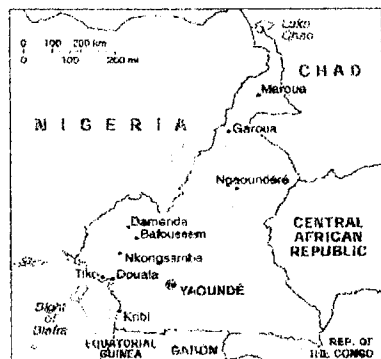 Lake
Chad
0 100 200 km
0 100 200 mi
CHAD
Maroua
NIGERIA
Garoua
Ngaoundéré
Bamenda
Bafoussam
CENTRAL
AFRICAN
REPUBLIC
Nkongsamba
Tiko
Douala
YAOUNDÉ
Bight
of
Biafra
Kribi
EQUATORIAL
GUINEA
GABON
REP. OF
THE CONGO